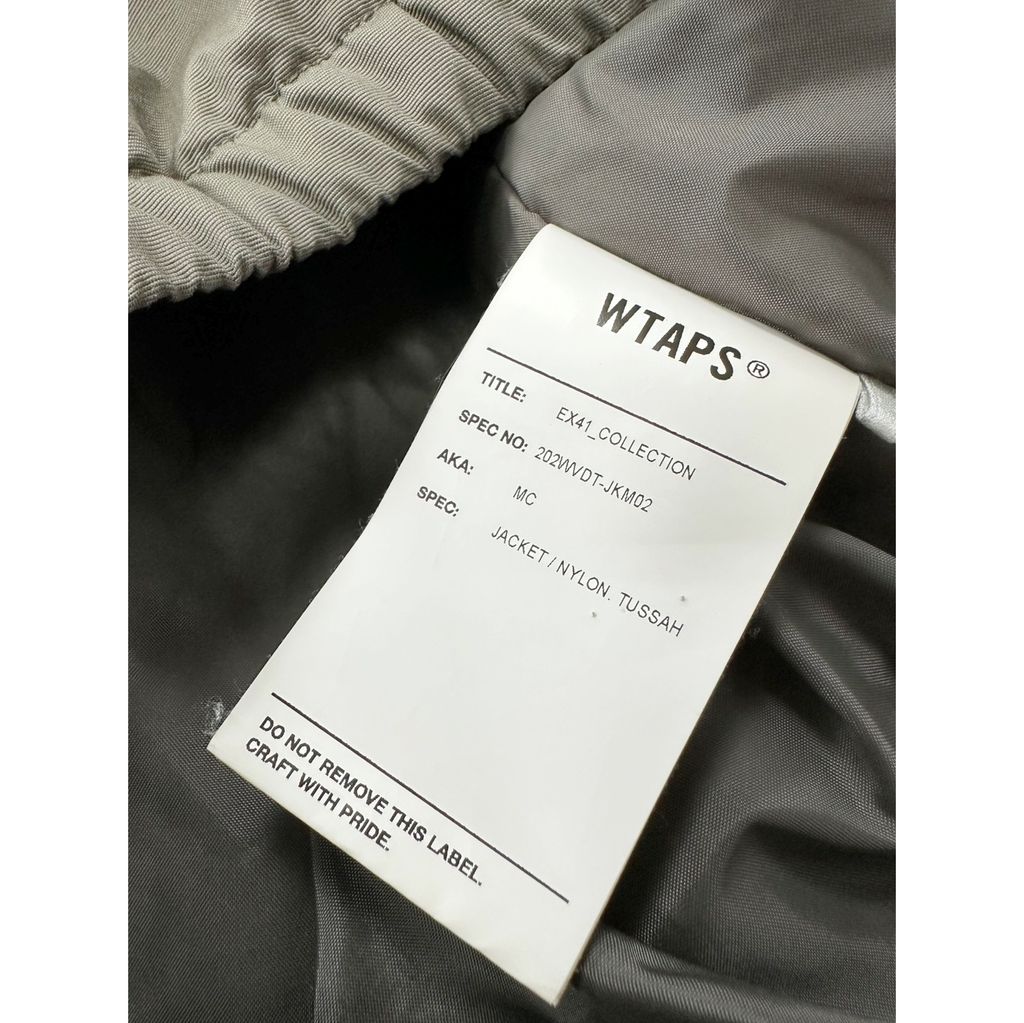 WTAPS®
TITLE: EX41_COLLECTION
SPEC NO: 202WVDT-JKM02
AKA: MC
SPEC: JACKET / NYLON. TUSSAH
DO NOT REMOVE THIS LABEL.
CRAFT WITH PRIDE.